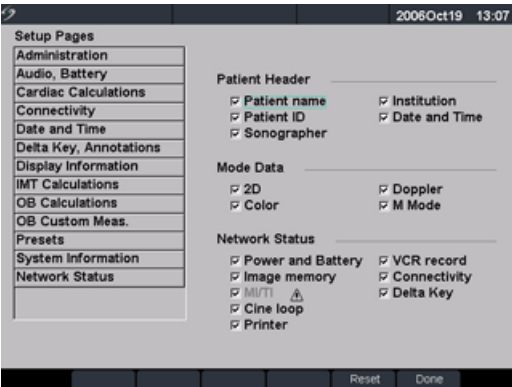 2006Oct19 13:07
Setup Pages
Administration
Audio, Battery
Cardiac Calculations
Connectivity
Date and Time
Delta Key, Annotations
Display Information
IMT Calculations
OB Calculations
OB Custom Meas.
Presets
System Information
Network Status
Patient Header
Patient name Institution
Patient ID Date and Time
Sonographer
Mode Data
2D Doppler
Color M Mode
Network Status
Power and Battery VCR record
Image memory Connectivity
MI/TI Delta Key
Cine loop
Printer
Reset Done